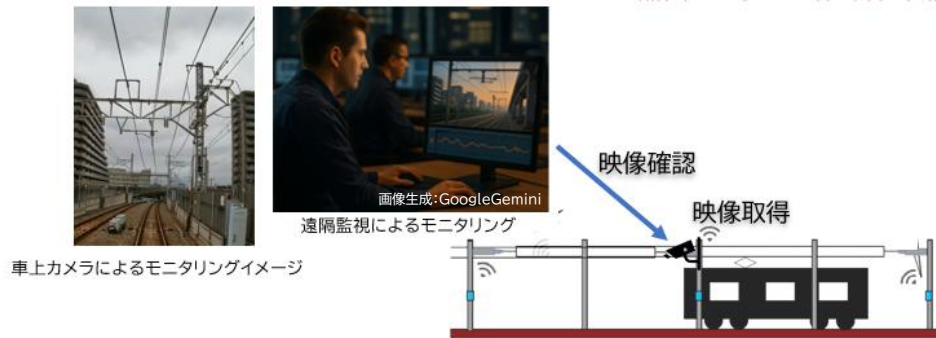 画像生成:GoogleGemini
遠隔監視によるモニタリング
車上カメラによるモニタリングイメージ
映像確認
映像取得